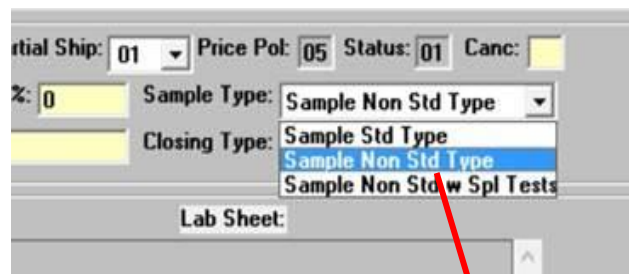 rtial Ship: 01 Price Pol: 05 Status: 01 Canc:
%: 0 Sample Type: Sample Non Std Type
Closing Type: Sample Std Type
Sample Non Std Type
Sample Non Std w Spl Tests
Lab Sheet: